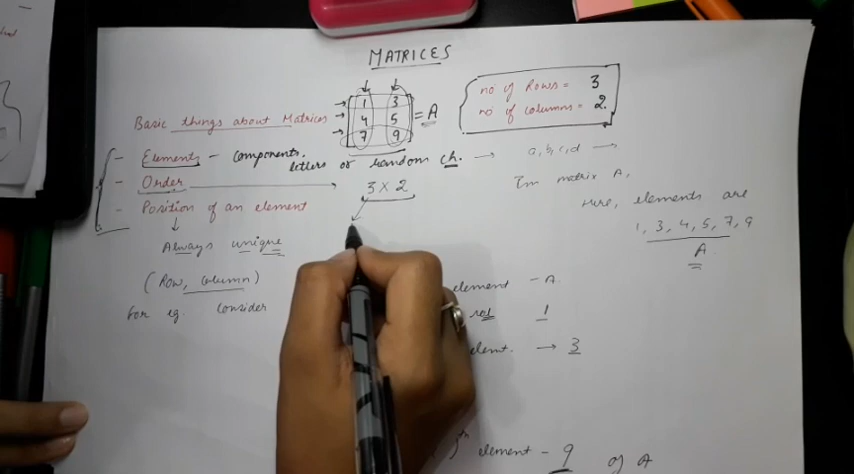 MATRICES
Basic things about Matrices
1 3
4 5 = A
7 9
no of Rows = 3
no of columns = 2
- Element - components,
letters or random ch. → a, b, c, d →
- Order → 3 × 2
- Position of an element
↓
Always unique
(Row, column)
For eg. Consider
In matrix A,
Here, elements are
1, 3, 4, 5, 7, 9
A
element - A.
1
→ 3
element - 9 of A